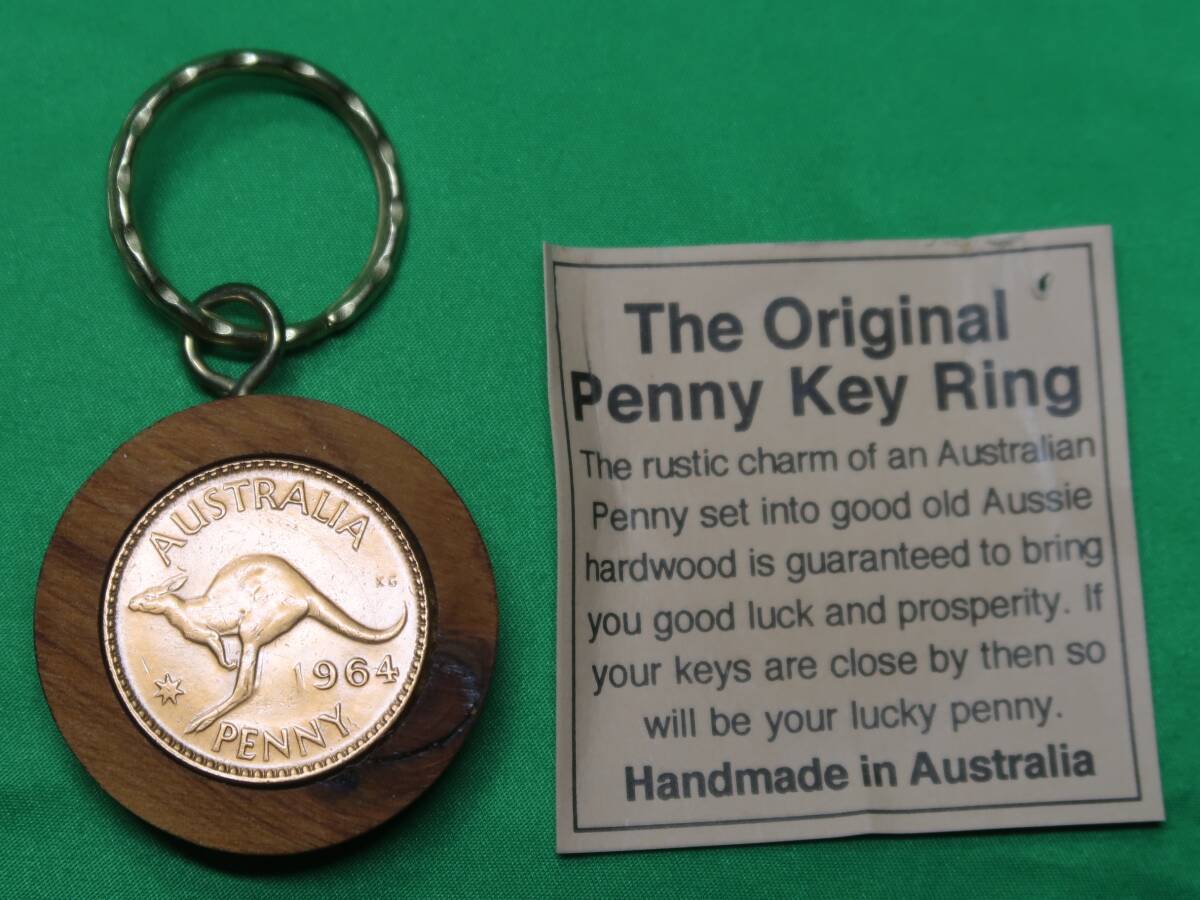 AUSTRALIA
KG
1964
PENNY
The Original
Penny Key Ring
The rustic charm of an Australian
Penny set into good old Aussie
hardwood is guaranteed to bring
you good luck and prosperity. If
your keys are close by then so
will be your lucky penny.
Handmade in Australia